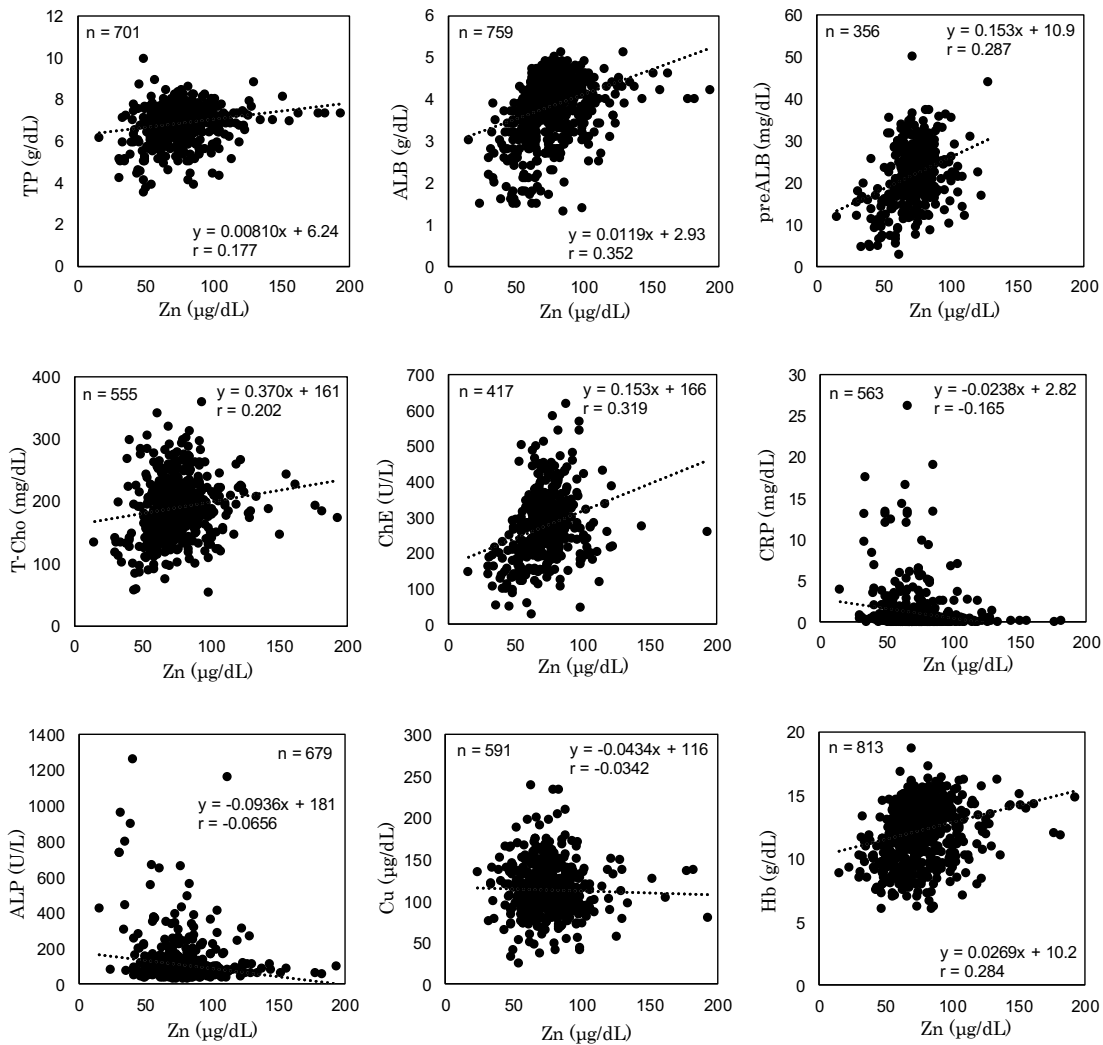 n = 701
12
10
8
6
4
2
0
TP (g/dL)
y = 0.00810x + 6.24
r = 0.177
0 50 100 150 200
Zn (µg/dL)
n = 759
6
5
4
3
2
1
0
ALB (g/dL)
y = 0.0119x + 2.93
r = 0.352
0 50 100 150 200
Zn (µg/dL)
n = 356
y = 0.153x + 10.9
r = 0.287
60
50
40
30
20
10
0
preALB (mg/dL)
0 50 100 150 200
Zn (µg/dL)
n = 555
y = 0.370x + 161
r = 0.202
400
300
200
100
0
T-Cho (mg/dL)
0 50 100 150 200
Zn (µg/dL)
n = 417
y = 0.153x + 166
r = 0.319
700
600
500
400
300
200
100
0
ChE (U/L)
0 50 100 150 200
Zn (µg/dL)
n = 563
y = -0.0238x + 2.82
r = -0.165
30
25
20
15
10
5
0
CRP (mg/dL)
0 50 100 150 200
Zn (µg/dL)
n = 679
y = -0.0936x + 181
r = -0.0656
1400
1200
1000
800
600
400
200
0
ALP (U/L)
0 50 100 150 200
Zn (µg/dL)
n = 591
y = -0.0434x + 116
r = -0.0342
300
250
200
150
100
50
0
Cu (µg/dL)
0 50 100 150 200
Zn (µg/dL)
n = 813
20
15
10
5
0
Hb (g/dL)
y = 0.0269x + 10.2
r = 0.284
0 50 100 150 200
Zn (µg/dL)